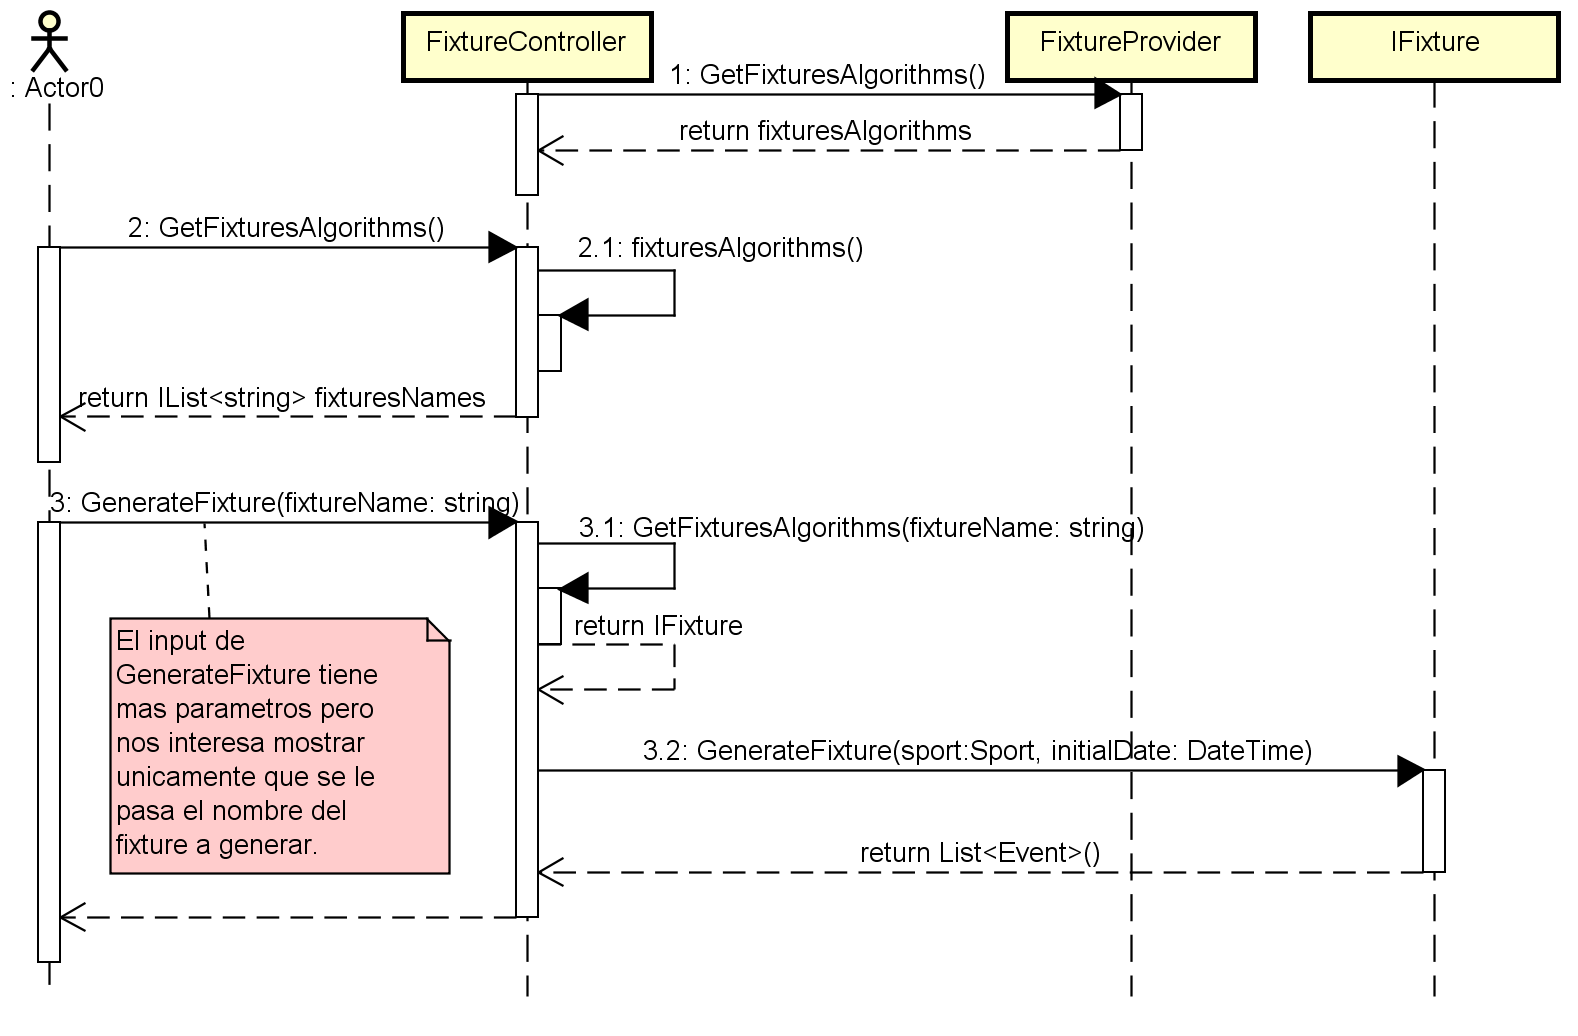 : Actor0
FixtureController
FixtureProvider
IFixture
1: GetFixturesAlgorithms()
return fixturesAlgorithms
2: GetFixturesAlgorithms()
2.1: fixturesAlgorithms()
return IList<string> fixturesNames
3: GenerateFixture(fixtureName: string)
3.1: GetFixturesAlgorithms(fixtureName: string)
return IFixture
El input de
GenerateFixture tiene
mas parametros pero
nos interesa mostrar
unicamente que se le
pasa el nombre del
fixture a generar.
3.2: GenerateFixture(sport:Sport, initialDate: DateTime)
return List<Event>()